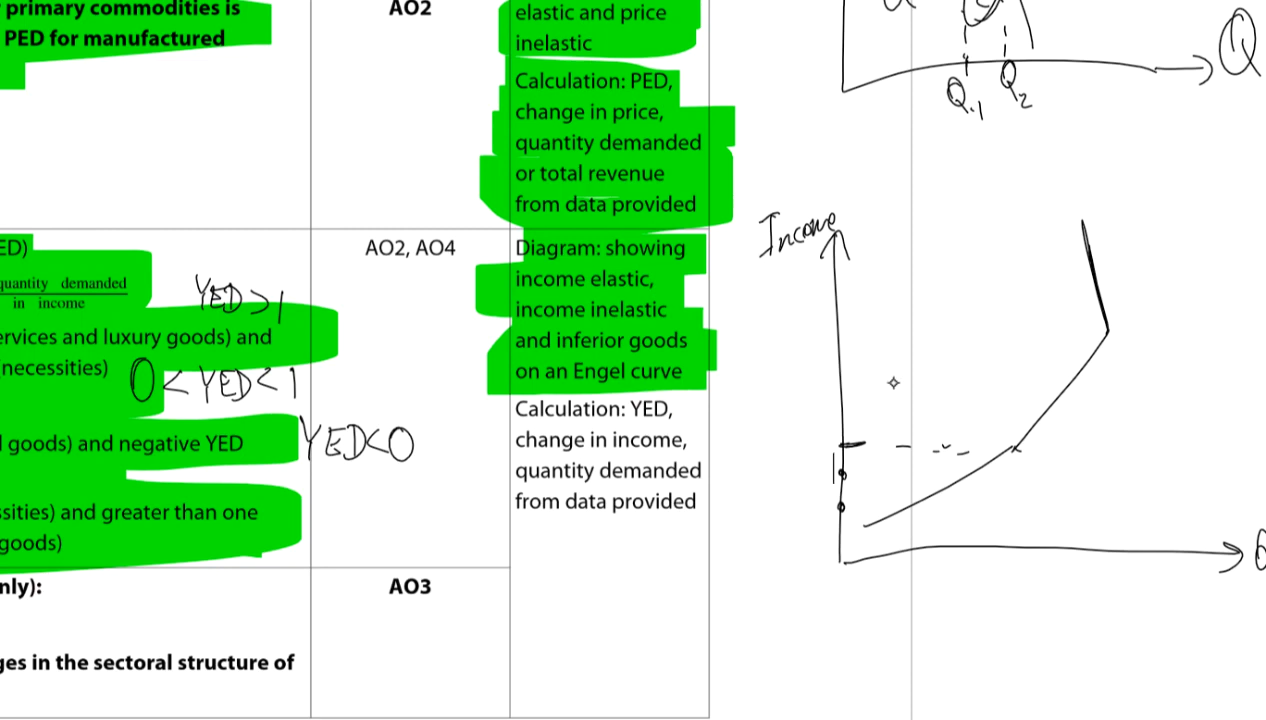 primary commodities is
PED for manufactured
AO2
elastic and price
inelastic
Calculation: PED,
change in price,
quantity demanded
or total revenue
from data provided
Q
Q1
Q2
ED)
quantity demanded
in income
YED>1
ervices and luxury goods) and
necessities)
0<YED<1
goods) and negative YED
YED<0
sities) and greater than one
goods)
AO2, AO4
Diagram: showing
income elastic,
income inelastic
and inferior goods
on an Engel curve
Calculation: YED,
change in income,
quantity demanded
from data provided
Income
nly):
AO3
ges in the sectoral structure of